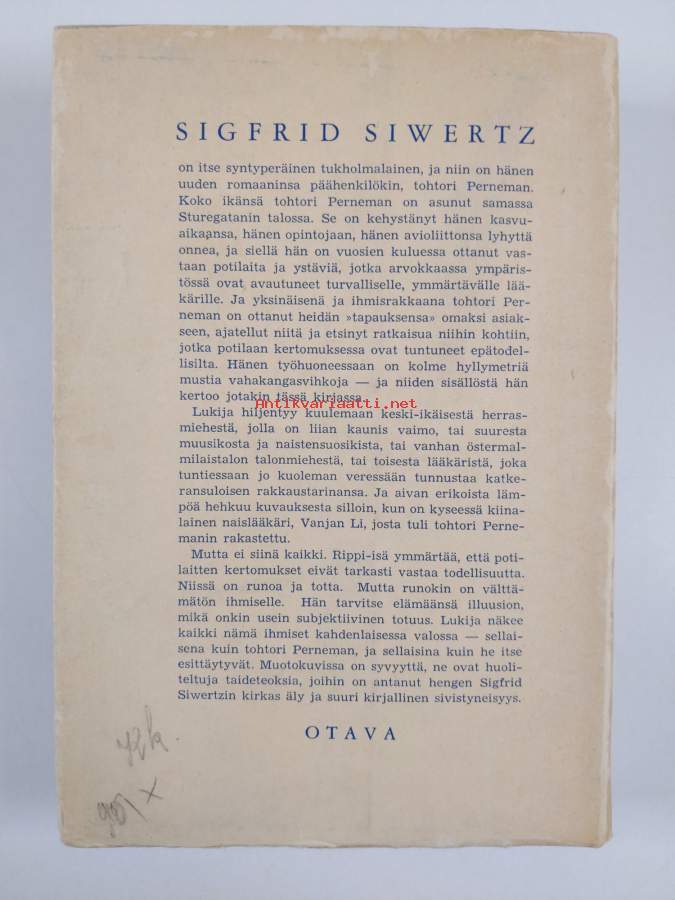 SIGFRID SIWERTZ
on itse syntyperäinen tukholmalainen, ja niin on hänen
uuden romaaninsa päähenkilökin, tohtori Perneman.
Koko ikänsä tohtori Perneman on asunut samassa
Sturegatanin talossa. Se on kehystänyt hänen kasvu-
aikaansa, hänen opintojaan, hänen avioliittonsa lyhyttä
onnea, ja siellä hän on vuosien kuluessa ottanut vas-
taan potilaita ja ystäviä, jotka arvokkaassa ympäris-
tössä ovat avautuneet turvalliselle, ymmärtävälle lää-
kärille. Ja yksinäisenä ja ihmisrakkaana tohtori Per-
neman on ottanut heidän »tapauksensa» omaksi asiak-
seen, ajatellut niitä ja etsinyt ratkaisua niihin kohtiin,
jotka potilaan kertomuksessa ovat tuntuneet epätodel-
lisilta. Hänen työhuoneessaan on kolme hyllymetriä
mustia vahakangasvihkoja — ja niiden sisällöstä hän
kertoo jotakin tässä kirjassa.
Antikvariaatti.net
Lukija hiljentyy kuulemaan keski-ikäisestä herras-
miehestä, jolla on liian kaunis vaimo, tai suuresta
muusikosta ja naistensuosikista, tai vanhan östermal-
milaistalon talonmiehestä, tai toisesta lääkäristä, joka
tuntiessaan jo kuoleman veressään tunnustaa katke-
ransuloisen rakkaustarinansa. Ja aivan erikoista läm-
pöä hehkuu kuvauksesta silloin, kun on kyseessä kiina-
lainen naislääkäri, Vanjan Li, josta tuli tohtori Perne-
manin rakastettu.
Mutta ei siinä kaikki. Rippi-isä ymmärtää, että poti-
laitten kertomukset eivät tarkasti vastaa todellisuutta.
Niissä on runoa ja totta. Mutta runokin on välttä-
mätön ihmiselle. Hän tarvitse elämäänsä illuusion,
mikä onkin usein subjektiivinen totuus. Lukija näkee
kaikki nämä ihmiset kahdenlaisessa valossa — sellai-
sena kuin tohtori Perneman, ja sellaisina kuin he itse
esittäytyvät. Muotokuvissa on syvyyttä, ne ovat huoli-
teltuja taideteoksia, joihin on antanut hengen Sigfrid
Siwertzin kirkas äly ja suuri kirjallinen sivistyneisyys.
OTAVA